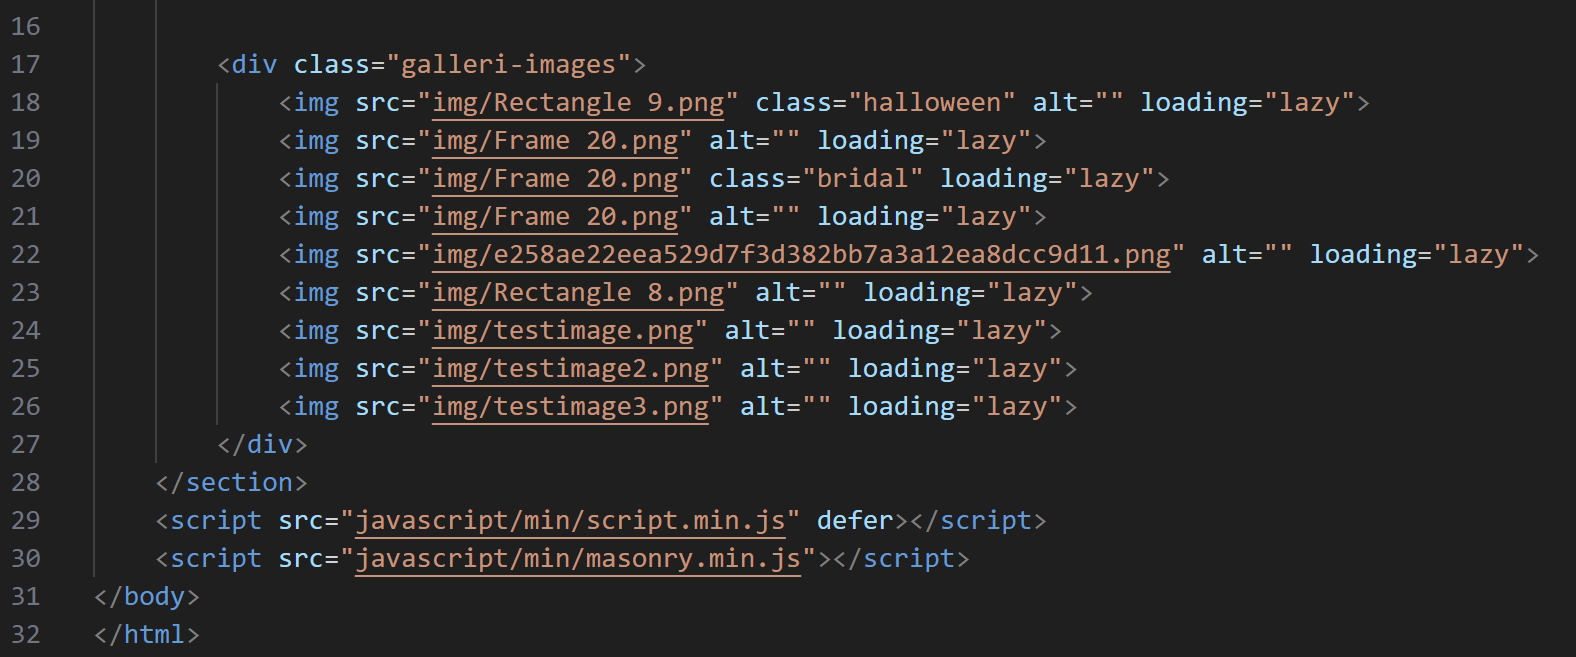 16
17 <div class="galleri-images">
18 <img src="img/Rectangle 9.png" class="halloween" alt="" loading="lazy">
19 <img src="img/Frame 20.png" alt="" loading="lazy">
20 <img src="img/Frame 20.png" class="bridal" loading="lazy">
21 <img src="img/Frame 20.png" alt="" loading="lazy">
22 <img src="img/e258ae22eea529d7f3d382bb7a3a12ea8dcc9d11.png" alt="" loading="lazy">
23 <img src="img/Rectangle 8.png" alt="" loading="lazy">
24 <img src="img/testimage.png" alt="" loading="lazy">
25 <img src="img/testimage2.png" alt="" loading="lazy">
26 <img src="img/testimage3.png" alt="" loading="lazy">
27 </div>
28 </section>
29 <script src="javascript/min/script.min.js" defer></script>
30 <script src="javascript/min/masonry.min.js"></script>
31 </body>
32 </html>